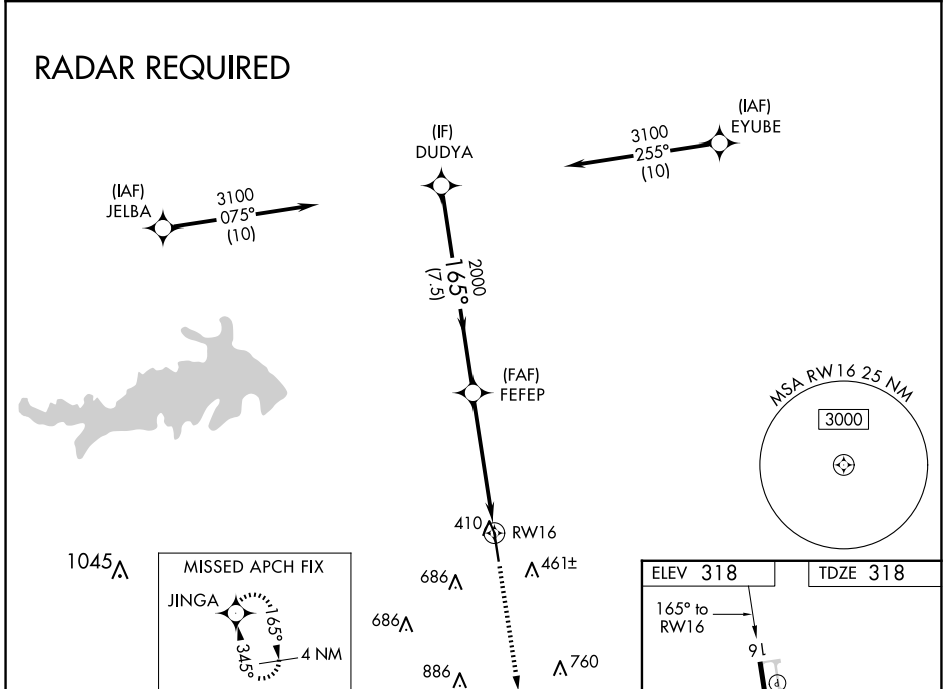 RADAR REQUIRED
(IAF)
EYUBE
3100
255°
(10)
(IF)
DUDYA
(IAF)
JELBA
3100
075°
(10)
2000
165°
(7.5)
(FAF)
FEFEP
MSA RW16 25 NM
3000
410
RW16
1045
461±
686
686
886
760
MISSED APCH FIX
JINGA
165°
345°
4 NM
ELEV 318
TDZE 318
165° to
RW16
16
P